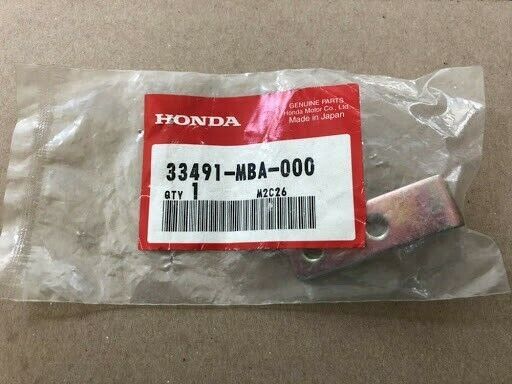 HONDA
GENUINE PARTS
Honda Motor Co., Ltd.
Made in Japan
33491-MBA-000
QTY 1 M2C26